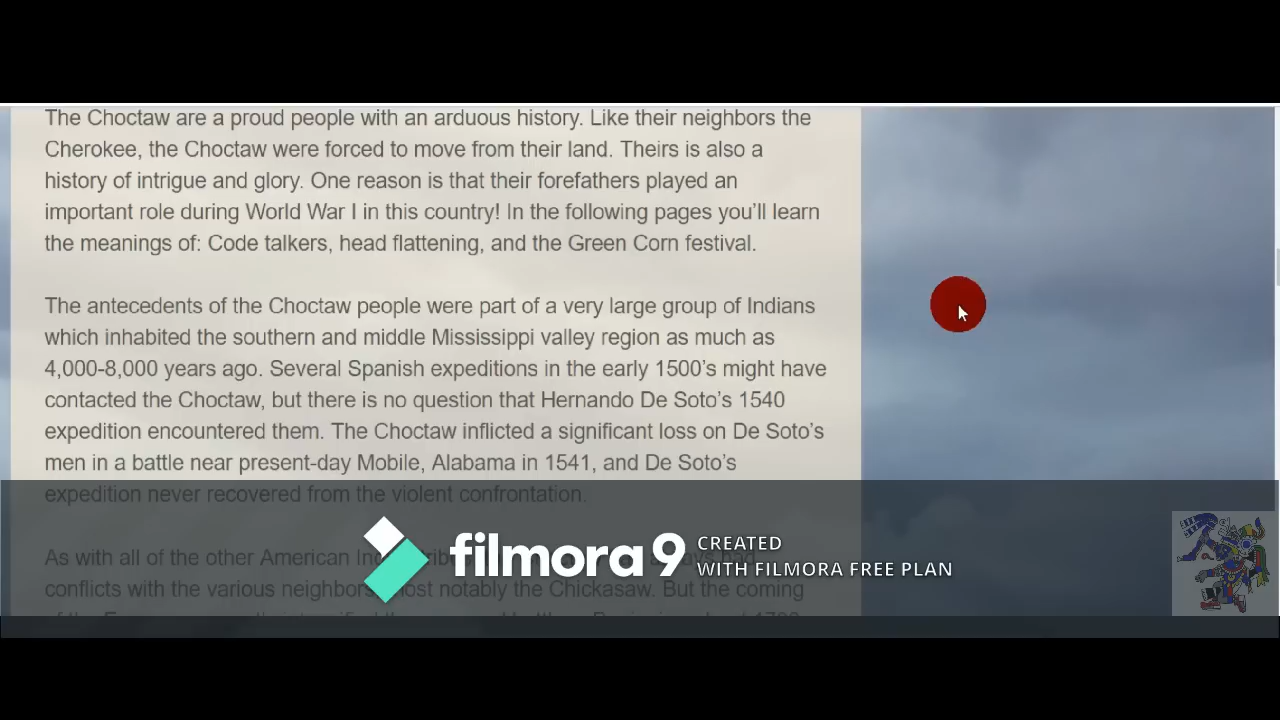 The Choctaw are a proud people with an arduous history. Like their neighbors the
Cherokee, the Choctaw were forced to move from their land. Theirs is also a
history of intrigue and glory. One reason is that their forefathers played an
important role during World War I in this country! In the following pages you’ll learn
the meanings of: Code talkers, head flattening, and the Green Corn festival.
The antecedents of the Choctaw people were part of a very large group of Indians
which inhabited the southern and middle Mississippi valley region as much as
4,000-8,000 years ago. Several Spanish expeditions in the early 1500’s might have
contacted the Choctaw, but there is no question that Hernando De Soto’s 1540
expedition encountered them. The Choctaw inflicted a significant loss on De Soto’s
men in a battle near present-day Mobile, Alabama in 1541, and De Soto’s
expedition never recovered from the violent confrontation.
As with all of the other American
conflicts with the various neighbors most notably the Chickasaw. But the coming
filmora 9 CREATED
WITH FILMORA FREE PLAN